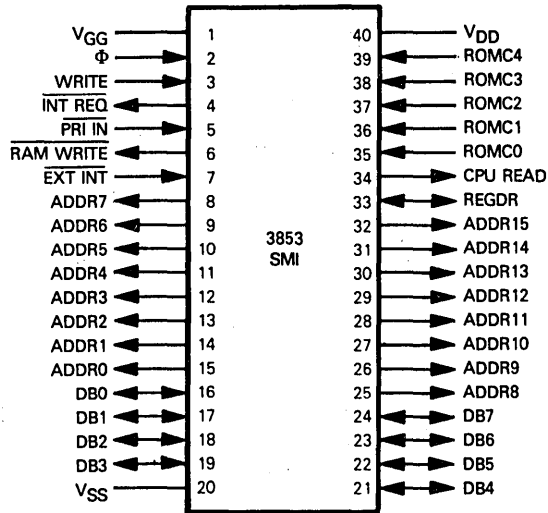 VGG 1 40 VDD
Φ 2 39 ROMC4
WRITE 3 38 ROMC3
INT REQ 4 37 ROMC2
PRI IN 5 36 ROMC1
RAM WRITE 6 35 ROMC0
EXT INT 7 34 CPU READ
ADDR7 8 33 REGDR
ADDR6 9 32 ADDR15
ADDR5 10 31 ADDR14
3853
SMI
ADDR4 11 30 ADDR13
ADDR3 12 29 ADDR12
ADDR2 13 28 ADDR11
ADDR1 14 27 ADDR10
ADDR0 15 26 ADDR9
DB0 16 25 ADDR8
DB1 17 24 DB7
DB2 18 23 DB6
DB3 19 22 DB5
VSS 20 21 DB4